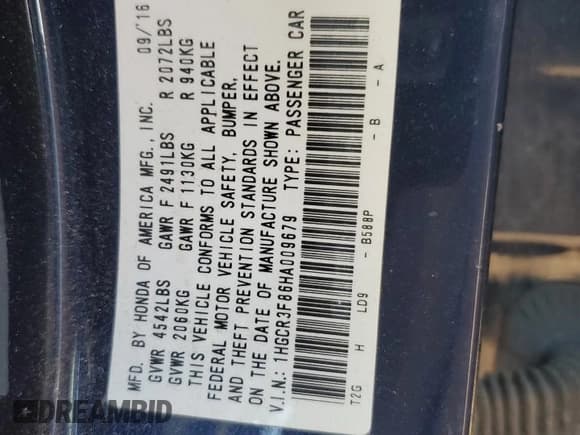 MFD. BY HONDA OF AMERICA MFG., INC. 09/'16
GVWR 4542LBS GAWR F 2491LBS R 2072LBS
GVWR 2060KG GAWR F 1130KG R 940KG
THIS VEHICLE CONFORMS TO ALL APPLICABLE
FEDERAL MOTOR VEHICLE SAFETY, BUMPER,
AND THEFT PREVENTION STANDARDS IN EFFECT
ON THE DATE OF MANUFACTURE SHOWN ABOVE.
V.I.N.: 1HGCR3F86HA009679 TYPE: PASSENGER CAR
T2G H LD9 - B588P - B - A
DREAMBID